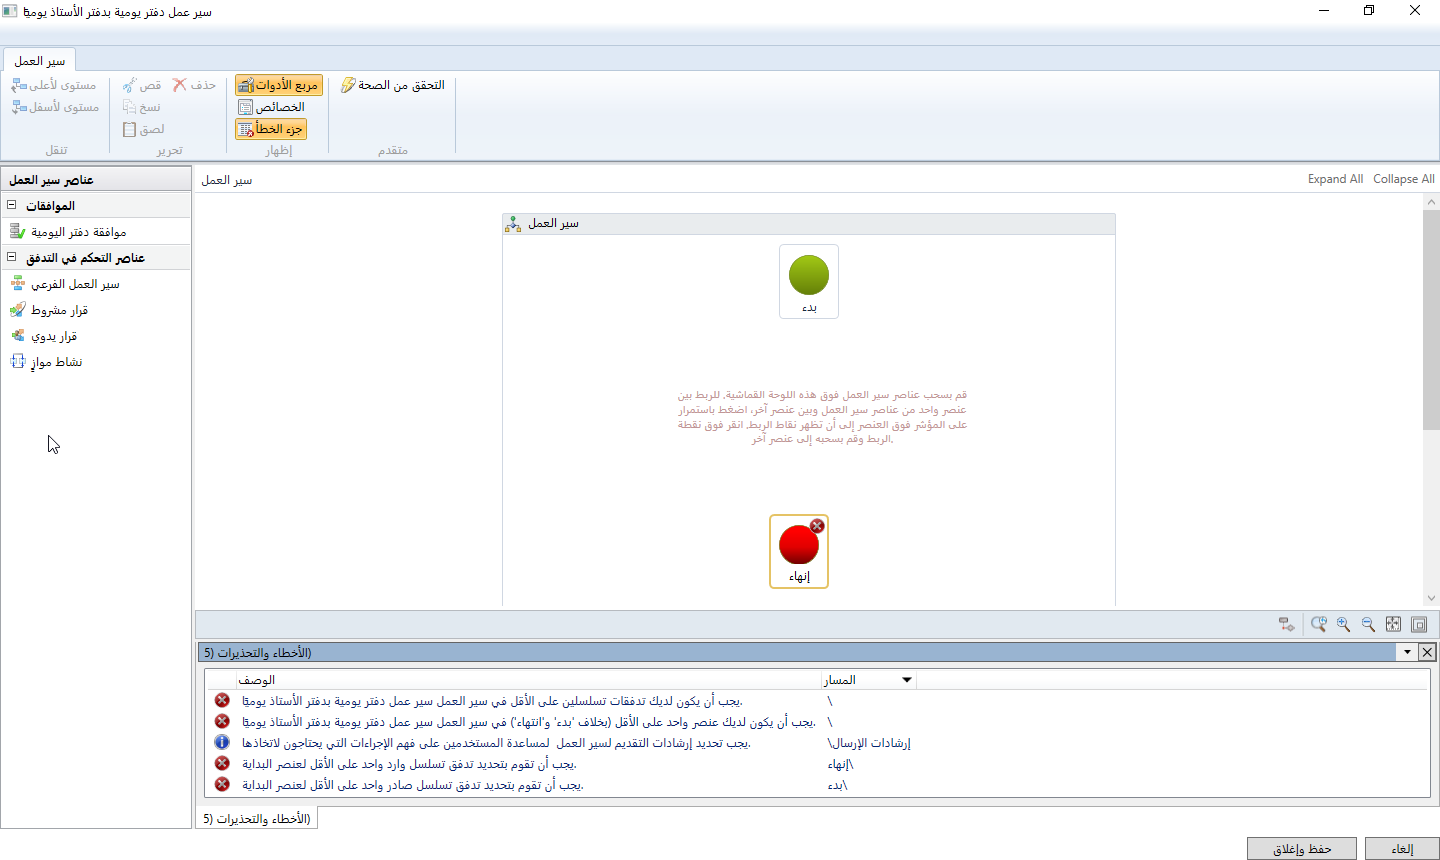 سير عمل دفتر يومية بدفتر الأستاذ يوميًا
سير العمل
مستوى لأعلى
مستوى لأسفل
تنقل
قص
حذف
نسخ
لصق
تحرير
مربع الأدوات
الخصائص
جزء الخطأ
إظهار
التحقق من الصحة
متقدم
عناصر سير العمل
الموافقات
موافقة دفتر اليومية
عناصر التحكم في التدفق
سير العمل الفرعي
قرار مشروط
قرار يدوي
نشاط موازٍ
سير العمل
Expand All
Collapse All
سير العمل
بدء
قم بسحب عناصر سير العمل فوق هذه اللوحة القماشية. للربط بين
عنصر واحد من عناصر سير العمل وبين عنصر آخر، اضغط باستمرار
على المؤشر فوق العنصر إلى أن تظهر نقاط الربط. انقر فوق نقطة
الربط وقم بسحبه إلى عنصر آخر.
إنهاء
الأخطاء والتحذيرات (5)
الوصف
المسار
يجب أن يكون لديك تدفقات تسلسلين على الأقل في سير العمل سير عمل دفتر يومية بدفتر الأستاذ يوميًا.
\
يجب أن يكون لديك عنصر واحد على الأقل (بخلاف 'بدء' و'انتهاء') في سير العمل سير عمل دفتر يومية بدفتر الأستاذ يوميًا.
\
يجب تحديد إرشادات التقديم لسير العمل لمساعدة المستخدمين على فهم الإجراءات التي يحتاجون لاتخاذها.
\إرشادات الإرسال
يجب أن تقوم بتحديد تدفق تسلسل وارد واحد على الأقل لعنصر البداية.
\إنهاء
يجب أن تقوم بتحديد تدفق تسلسل صادر واحد على الأقل لعنصر البداية.
\بدء
الأخطاء والتحذيرات (5)
حفظ وإغلاق
إلغاء